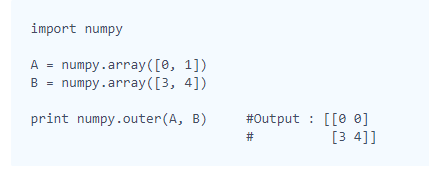 import numpy
A = numpy.array([0, 1])
B = numpy.array([3, 4])
print numpy.outer(A, B)     #Output : [[0 0]
                            #          [3 4]]